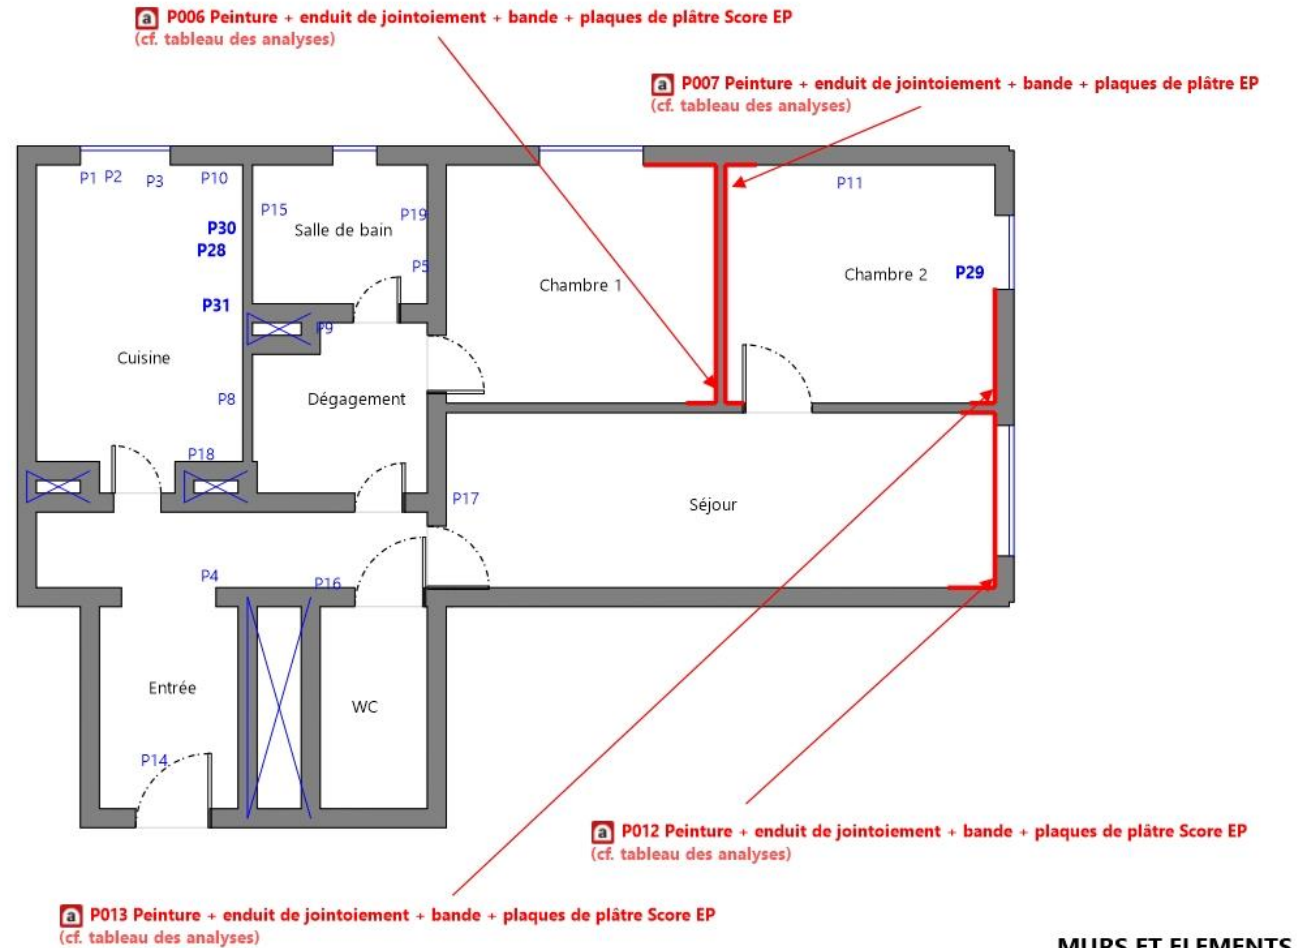 a P006 Peinture + enduit de jointoiement + bande + plaques de plâtre Score EP
(cf. tableau des analyses)
a P007 Peinture + enduit de jointoiement + bande + plaques de plâtre EP
(cf. tableau des analyses)
P1 P2 P3 P10
P11
P15
P19
P30
Salle de bain
P28
P5
Chambre 2
P29
Chambre 1
P31
P9
Cuisine
P8
Dégagement
P18
P17
Séjour
P4
P16
Entrée
WC
P14
a P012 Peinture + enduit de jointoiement + bande + plaques de plâtre Score EP
(cf. tableau des analyses)
a P013 Peinture + enduit de jointoiement + bande + plaques de plâtre Score EP
(cf. tableau des analyses)
MURS ET ELEMENTS